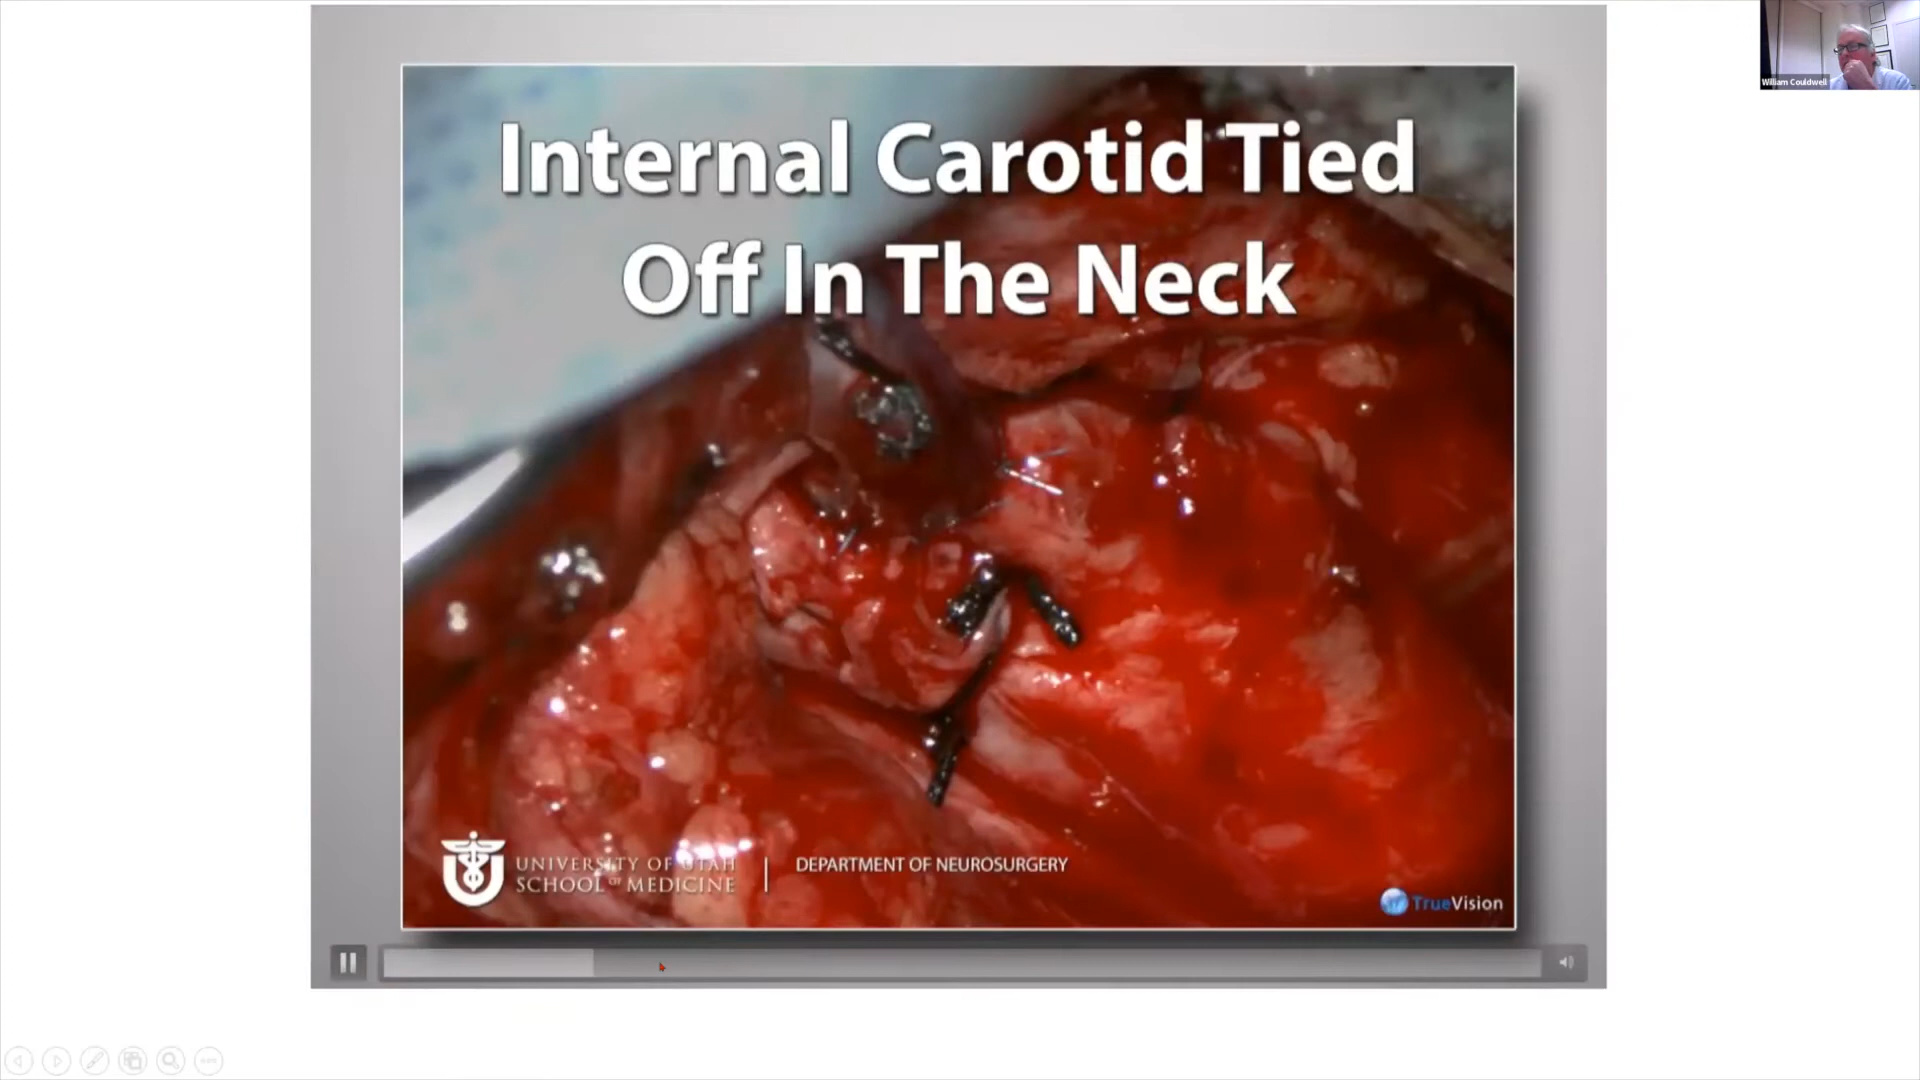 William Couldwell
Internal Carotid Tied
Off In The Neck
UNIVERSITY OF UTAH
SCHOOL OF MEDICINE
DEPARTMENT OF NEUROSURGERY
TrueVision